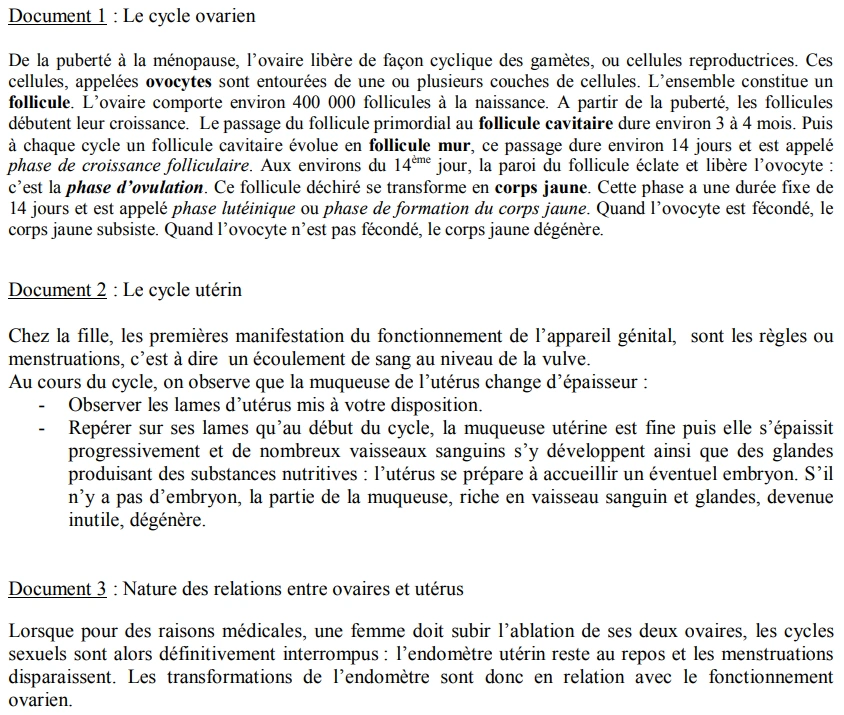 Document 1 : Le cycle ovarien
De la puberté à la ménopause, l’ovaire libère de façon cyclique des gamètes, ou cellules reproductrices. Ces
cellules, appelées ovocytes sont entourées de une ou plusieurs couches de cellules. L’ensemble constitue un
follicule. L’ovaire comporte environ 400 000 follicules à la naissance. A partir de la puberté, les follicules
débutent leur croissance. Le passage du follicule primordial au follicule cavitaire dure environ 3 à 4 mois. Puis
à chaque cycle un follicule cavitaire évolue en follicule mur, ce passage dure environ 14 jours et est appelé
phase de croissance folliculaire. Aux environs du 14ème jour, la paroi du follicule éclate et libère l’ovocyte :
c’est la phase d’ovulation. Ce follicule déchiré se transforme en corps jaune. Cette phase a une durée fixe de
14 jours et est appelé phase lutéinique ou phase de formation du corps jaune. Quand l’ovocyte est fécondé, le
corps jaune subsiste. Quand l’ovocyte n’est pas fécondé, le corps jaune dégénère.
Document 2 : Le cycle utérin
Chez la fille, les premières manifestation du fonctionnement de l’appareil génital, sont les règles ou
menstruations, c’est à dire un écoulement de sang au niveau de la vulve.
Au cours du cycle, on observe que la muqueuse de l’utérus change d’épaisseur :
- Observer les lames d’utérus mis à votre disposition.
- Repérer sur ses lames qu’au début du cycle, la muqueuse utérine est fine puis elle s’épaissit
progressivement et de nombreux vaisseaux sanguins s’y développent ainsi que des glandes
produisant des substances nutritives : l’utérus se prépare à accueillir un éventuel embryon. S’il
n’y a pas d’embryon, la partie de la muqueuse, riche en vaisseau sanguin et glandes, devenue
inutile, dégénère.
Document 3 : Nature des relations entre ovaires et utérus
Lorsque pour des raisons médicales, une femme doit subir l’ablation de ses deux ovaires, les cycles
sexuels sont alors définitivement interrompus : l’endomètre utérin reste au repos et les menstruations
disparaissent. Les transformations de l’endomètre sont donc en relation avec le fonctionnement
ovarien.